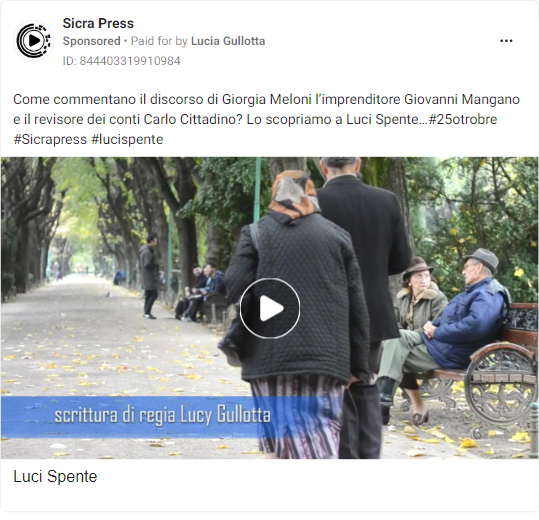 Sicra Press
Sponsored • Paid for by Lucia Gullotta
ID: 844403319910984
Come commentano il discorso di Giorgia Meloni l'imprenditore Giovanni Mangano
e il revisore dei conti Carlo Cittadino? Lo scopriamo a Luci Spente...#25otrobre
#Sicrapress #lucispente
scrittura di regia Lucy Gullotta
Luci Spente